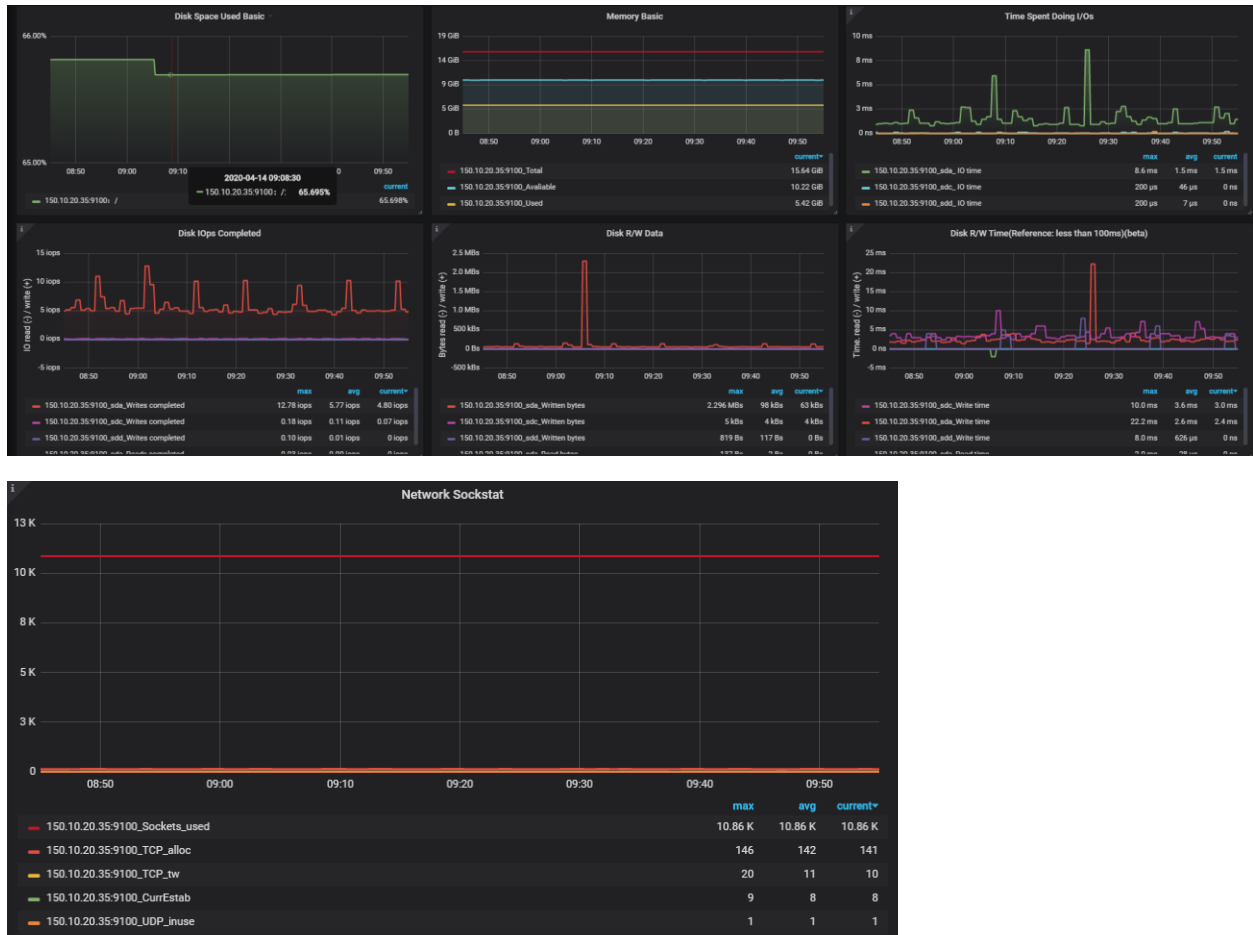 Disk Space Used Basic
66.00%
65.00%
08:50 09:00 09:10 0 09:50
2020-04-14 09:08:30
150.10.20.35:9100: /: 65.695%
current
150.10.20.35:9100: / 65.698%
Memory Basic
19 GiB
14 GiB
9 GiB
5 GiB
0 B
08:50 09:00 09:10 09:20 09:30 09:40 09:50
current
150.10.20.35:9100_Total 15.64 GiB
150.10.20.35:9100_Avaliable 10.22 GiB
150.10.20.35:9100_Used 5.42 GiB
i
Time Spent Doing I/Os
10 ms
8 ms
5 ms
3 ms
0 ns
08:50 09:00 09:10 09:20 09:30 09:40 09:50
max avg current
150.10.20.35:9100_sda_ IO time 8.6 ms 1.5 ms 1.5 ms
150.10.20.35:9100_sdc_ IO time 200 µs 46 µs 0 ns
150.10.20.35:9100_sdd_ IO time 200 µs 7 µs 0 ns
i
Disk IOps Completed
IO read (-) / write (+)
15 iops
10 iops
5 iops
0 iops
-5 iops
08:50 09:00 09:10 09:20 09:30 09:40 09:50
max avg current
150.10.20.35:9100_sda_Writes completed 12.78 iops 5.77 iops 4.80 iops
150.10.20.35:9100_sdc_Writes completed 0.18 iops 0.11 iops 0.07 iops
150.10.20.35:9100_sdd_Writes completed 0.10 iops 0.01 iops 0 iops
i
Disk R/W Data
Bytes read (-) / write (+)
2.5 MBs
2.0 MBs
1.5 MBs
1.0 MBs
500 kBs
0 Bs
-500 kBs
08:50 09:00 09:10 09:20 09:30 09:40 09:50
max avg current
150.10.20.35:9100_sda_Written bytes 2.296 MBs 98 kBs 63 kBs
150.10.20.35:9100_sdc_Written bytes 5 kBs 4 kBs 4 kBs
150.10.20.35:9100_sdd_Written bytes 819 Bs 117 Bs 0 Bs
i
Disk R/W Time(Reference: less than 100ms)(beta)
Time. read (-) / write (+)
25 ms
20 ms
15 ms
10 ms
5 ms
0 ns
-5 ms
08:50 09:00 09:10 09:20 09:30 09:40 09:50
max avg current
150.10.20.35:9100_sdc_Write time 10.0 ms 3.6 ms 3.0 ms
150.10.20.35:9100_sda_Write time 22.2 ms 2.6 ms 2.4 ms
150.10.20.35:9100_sdd_Write time 8.0 ms 626 µs 0 ns
i
Network Sockstat
13 K
10 K
8 K
5 K
3 K
0
08:50 09:00 09:10 09:20 09:30 09:40 09:50
max avg current
150.10.20.35:9100_Sockets_used 10.86 K 10.86 K 10.86 K
150.10.20.35:9100_TCP_alloc 146 142 141
150.10.20.35:9100_TCP_tw 20 11 10
150.10.20.35:9100_CurrEstab 9 8 8
150.10.20.35:9100_UDP_inuse 1 1 1